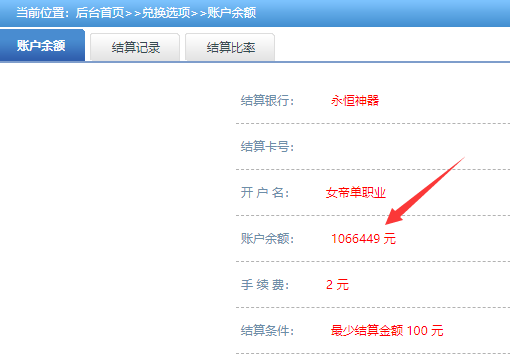 当前位置：后台首页>>兑换选项>>账户余额
账户余额 结算记录 结算比率
结算银行： 永恒神器
结算卡号：
开 户 名： 女帝单职业
账户余额： 1066449 元
手 续 费： 2 元
结算条件： 最少结算金额 100 元